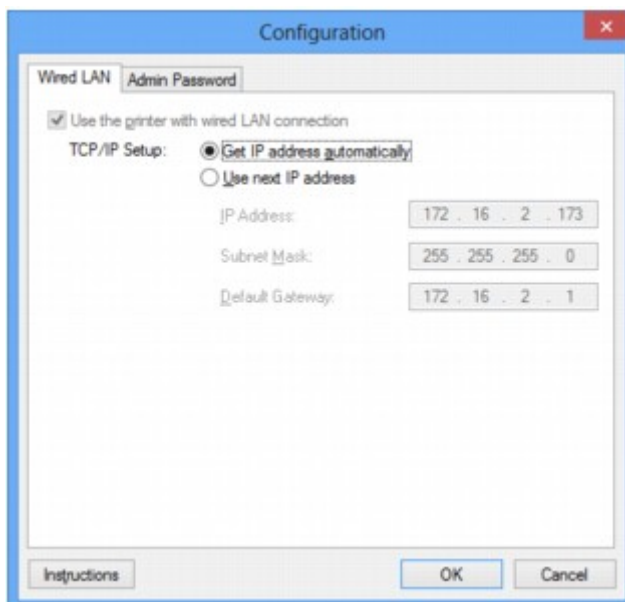 Configuration
Wired LAN Admin Password
Use the printer with wired LAN connection
TCP/IP Setup: Get IP address automatically
Use next IP address
IP Address: 172 . 16 . 2 . 173
Subnet Mask: 255 . 255 . 255 . 0
Default Gateway: 172 . 16 . 2 . 1
Instructions OK Cancel